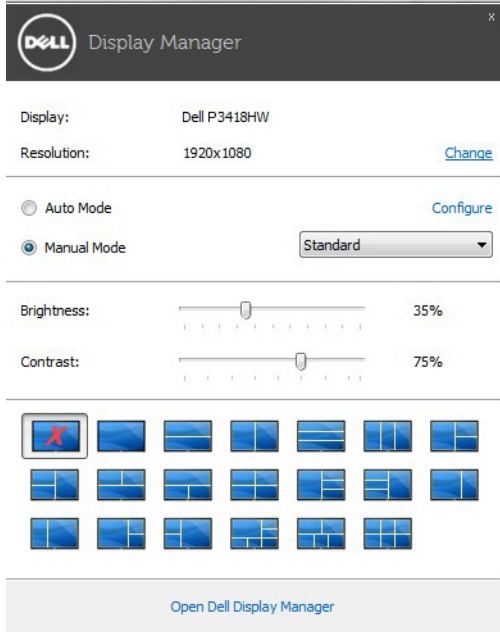 x
DELL Display Manager
Display: Dell P3418HW
Resolution: 1920x1080 Change
Auto Mode Configure
Manual Mode Standard
Brightness: 35%
Contrast: 75%
X
Open Dell Display Manager